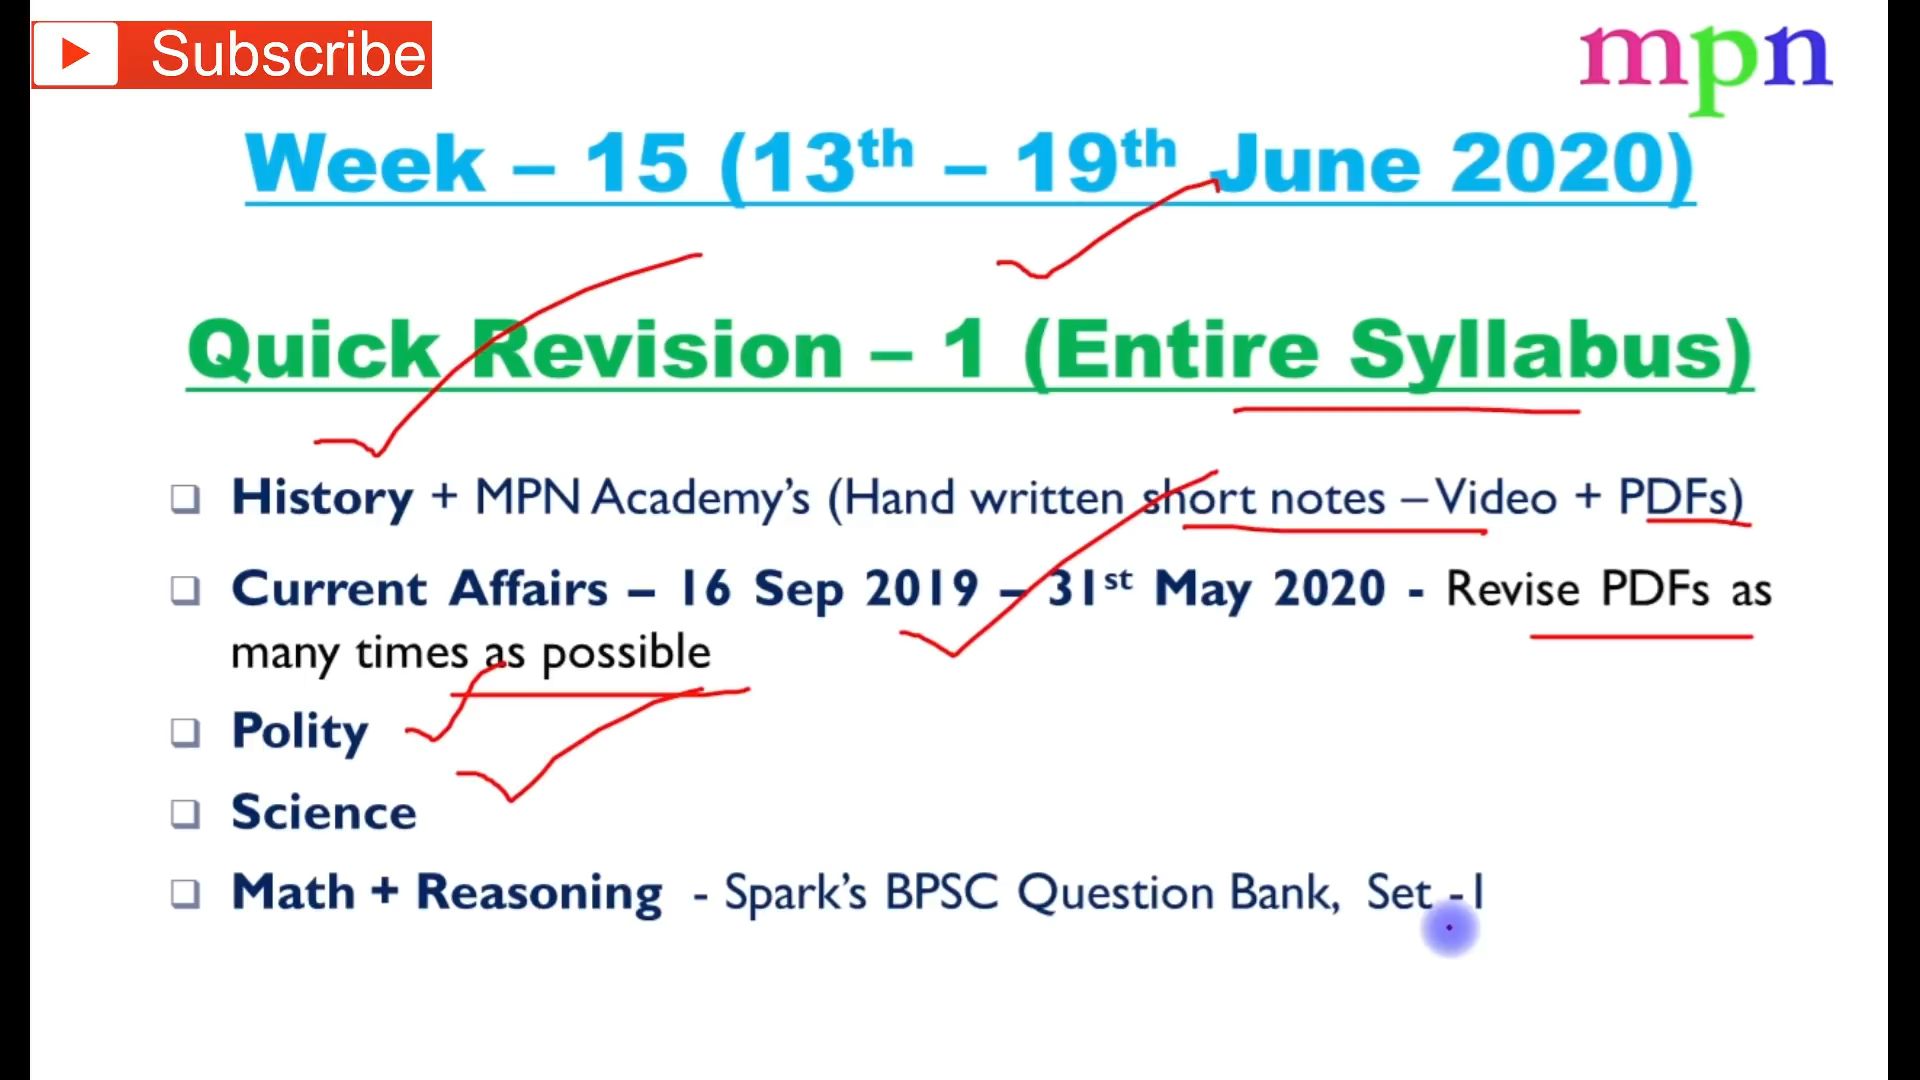 Subscribe
mpn
Week – 15 (13th – 19th June 2020)
Quick Revision – 1 (Entire Syllabus)
History + MPN Academy’s (Hand written short notes – Video + PDFs)
Current Affairs – 16 Sep 2019 – 31st May 2020 - Revise PDFs as
many times as possible
Polity
Science
Math + Reasoning - Spark’s BPSC Question Bank, Set -1